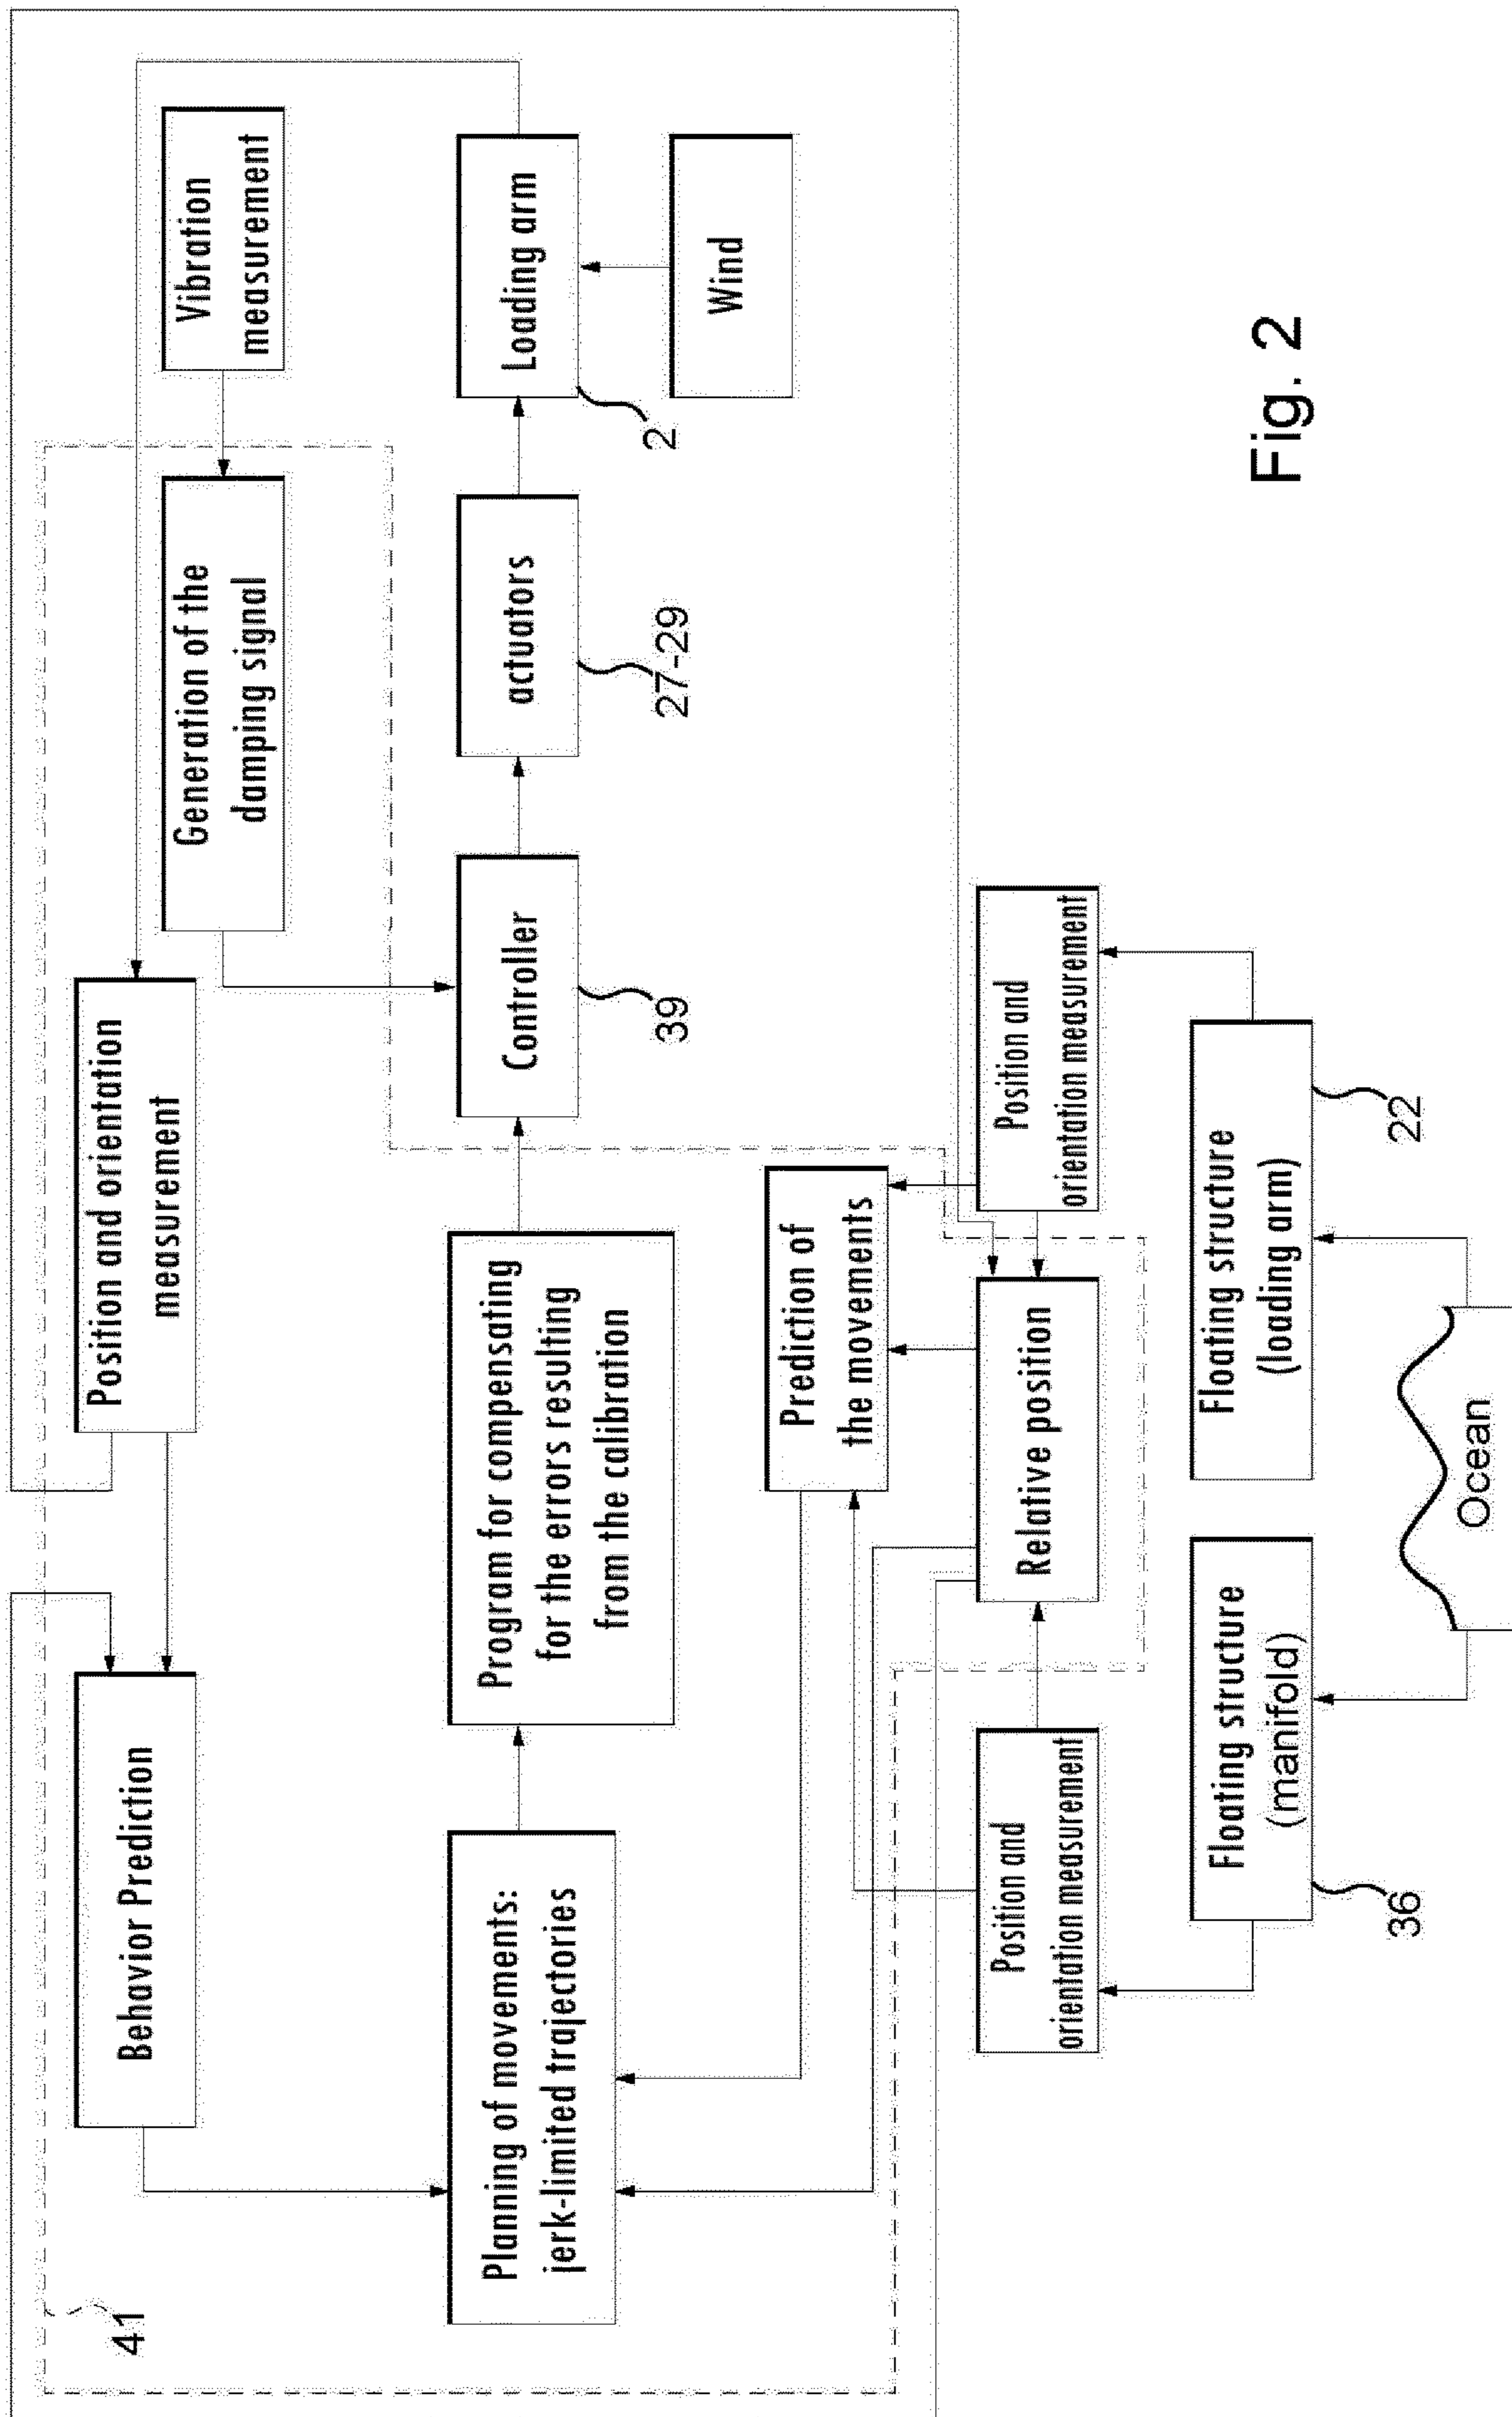 41
Behavior Prediction
Position and orientation
measurement
Generation of the
damping signal
Vibration
measurement
Planning of movements:
jerk-limited trajectories
Program for compensating
for the errors resulting
from the calibration
Controller
39
actuators
27-29
Loading arm
2
Wind
Prediction of
the movements
Position and
orientation measurement
Relative position
Position and
orientation measurement
Floating structure
(manifold)
36
Floating structure
(loading arm)
22
Ocean
Fig. 2